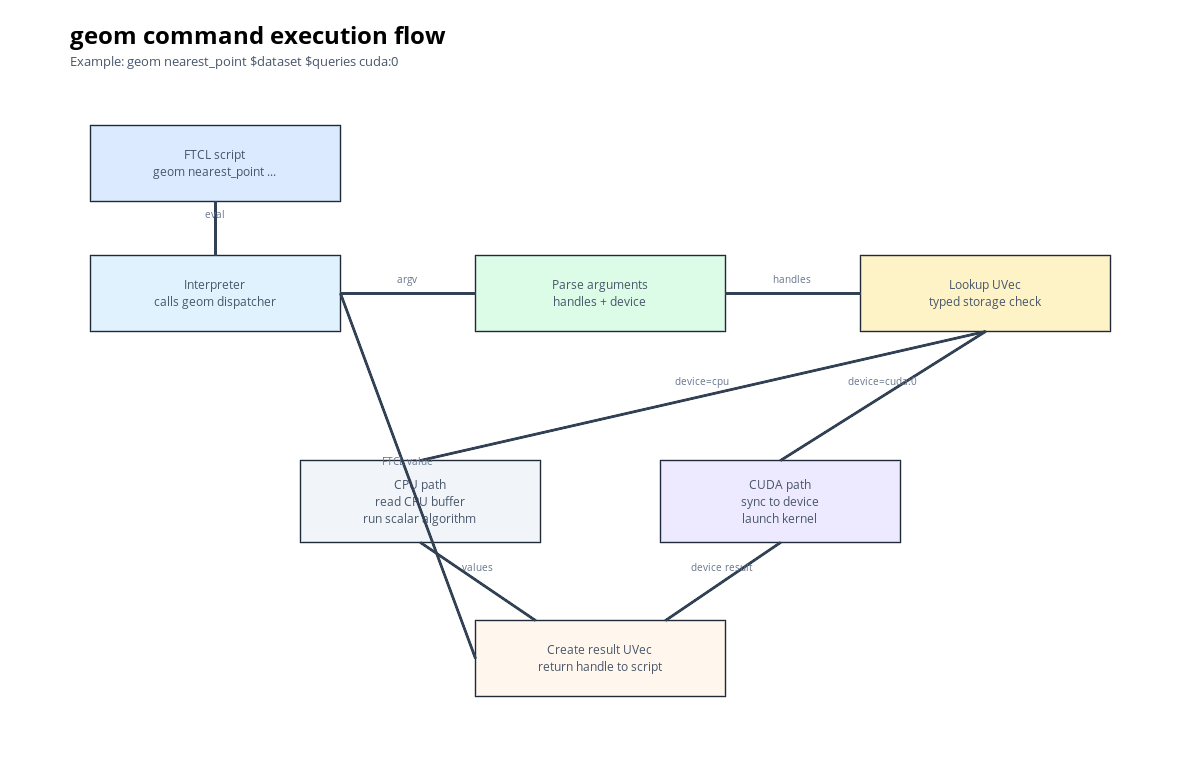 geom command execution flow
Example: geom nearest_point $dataset $queries cuda:0
FTCL script
geom nearest_point ...
eval
Interpreter
calls geom dispatcher
argv
Parse arguments
handles + device
handles
Lookup UVec
typed storage check
device=cpu
device=cuda:0
FTCL value
CPU path
read CPU buffer
run scalar algorithm
CUDA path
sync to device
launch kernel
values
device result
Create result UVec
return handle to script